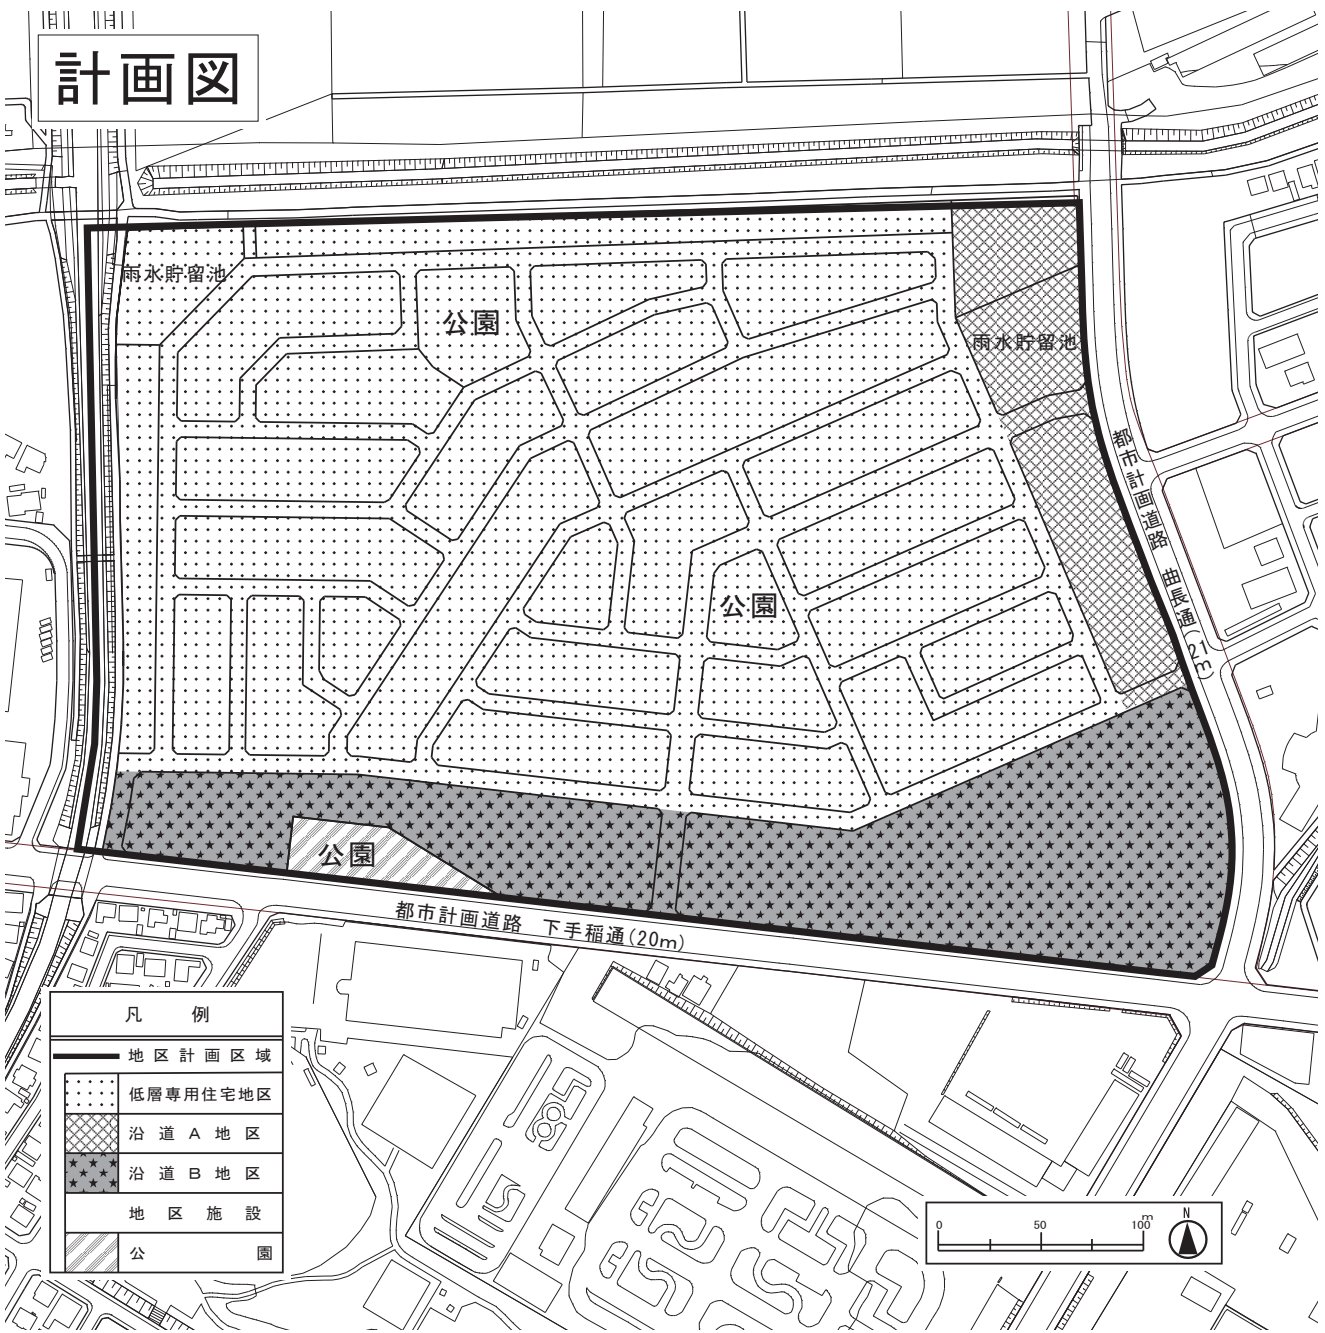 計画図
雨水貯留池
公園
雨水貯留池
都市計画道路 曲長通(21m)
公園
公園
都市計画道路 下手稲通(20m)
凡 例
地区計画区域
低層専用住宅地区
沿道A地区
沿道B地区
地区施設
公園
0 50 100m
N